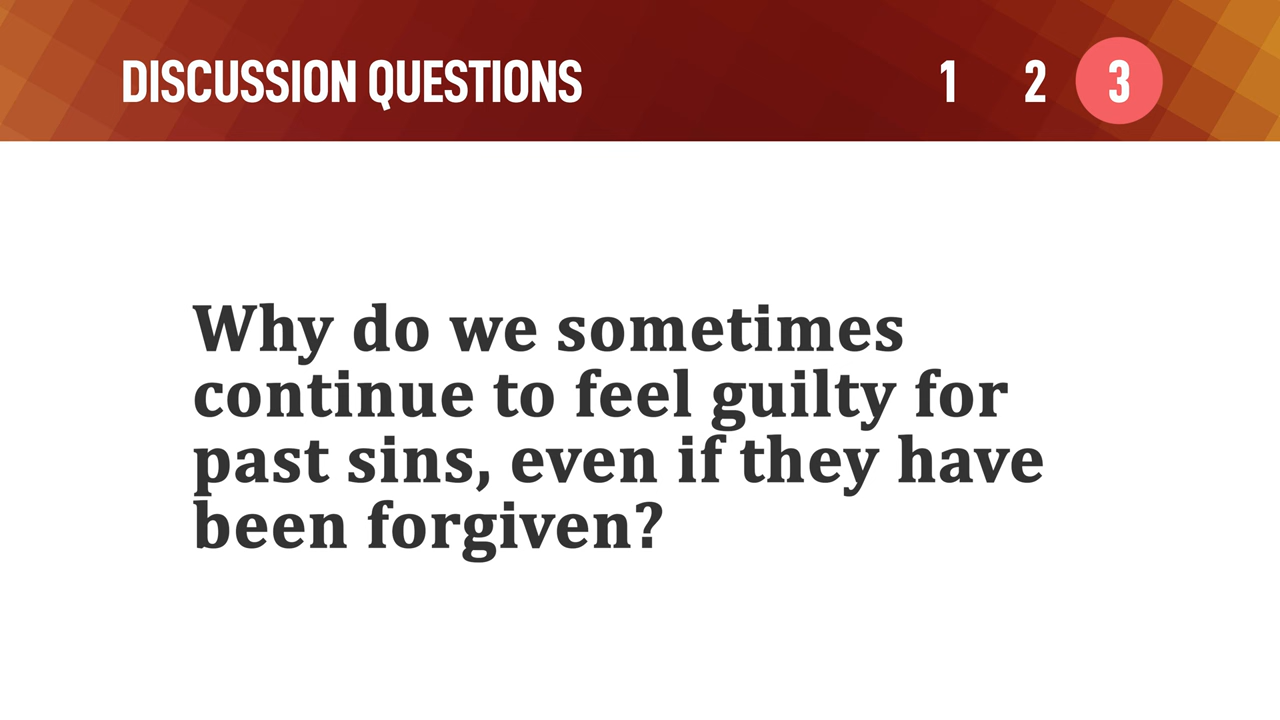 DISCUSSION QUESTIONS 1 2 3
Why do we sometimes
continue to feel guilty for
past sins, even if they have
been forgiven?